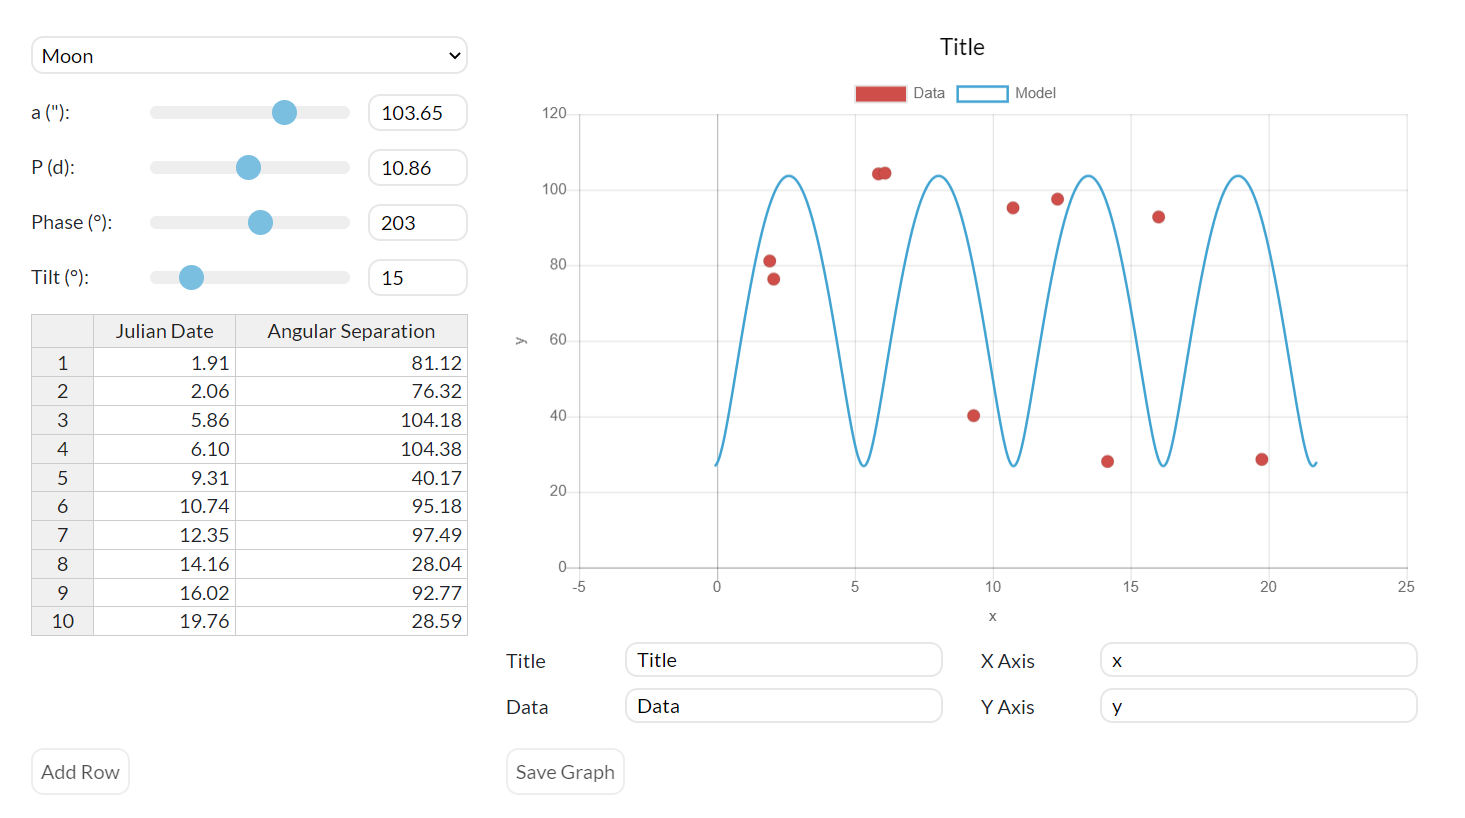 Moon
a ("): 103.65
P (d): 10.86
Phase (°): 203
Tilt (°): 15
Julian Date Angular Separation
1 1.91 81.12
2 2.06 76.32
3 5.86 104.18
4 6.10 104.38
5 9.31 40.17
6 10.74 95.18
7 12.35 97.49
8 14.16 28.04
9 16.02 92.77
10 19.76 28.59
Add Row
Title
Data Model
120
100
80
60
40
20
0
y
-5 0 5 10 15 20 25
x
Title Title X Axis x
Data Data Y Axis y
Save Graph